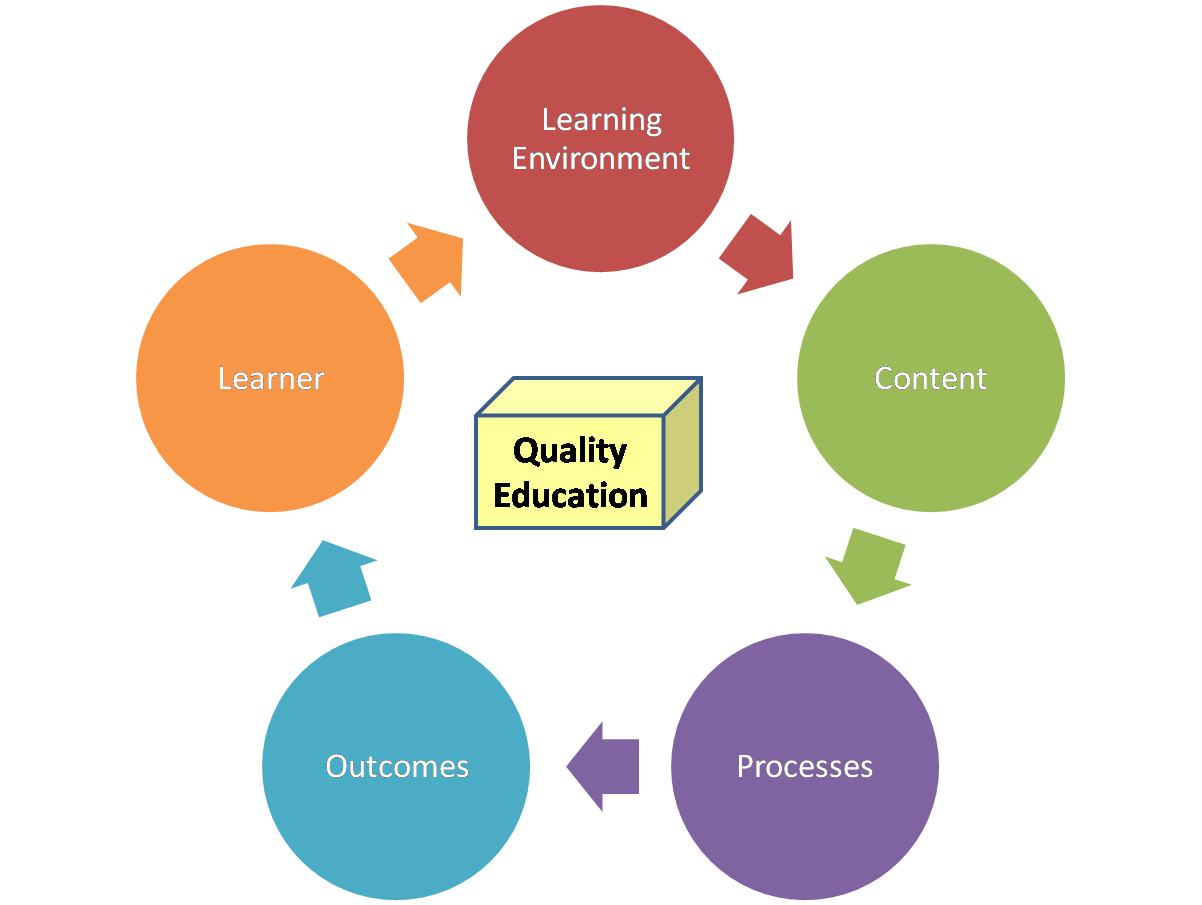 Learning
Environment
Content
Processes
Outcomes
Learner
Quality
Education